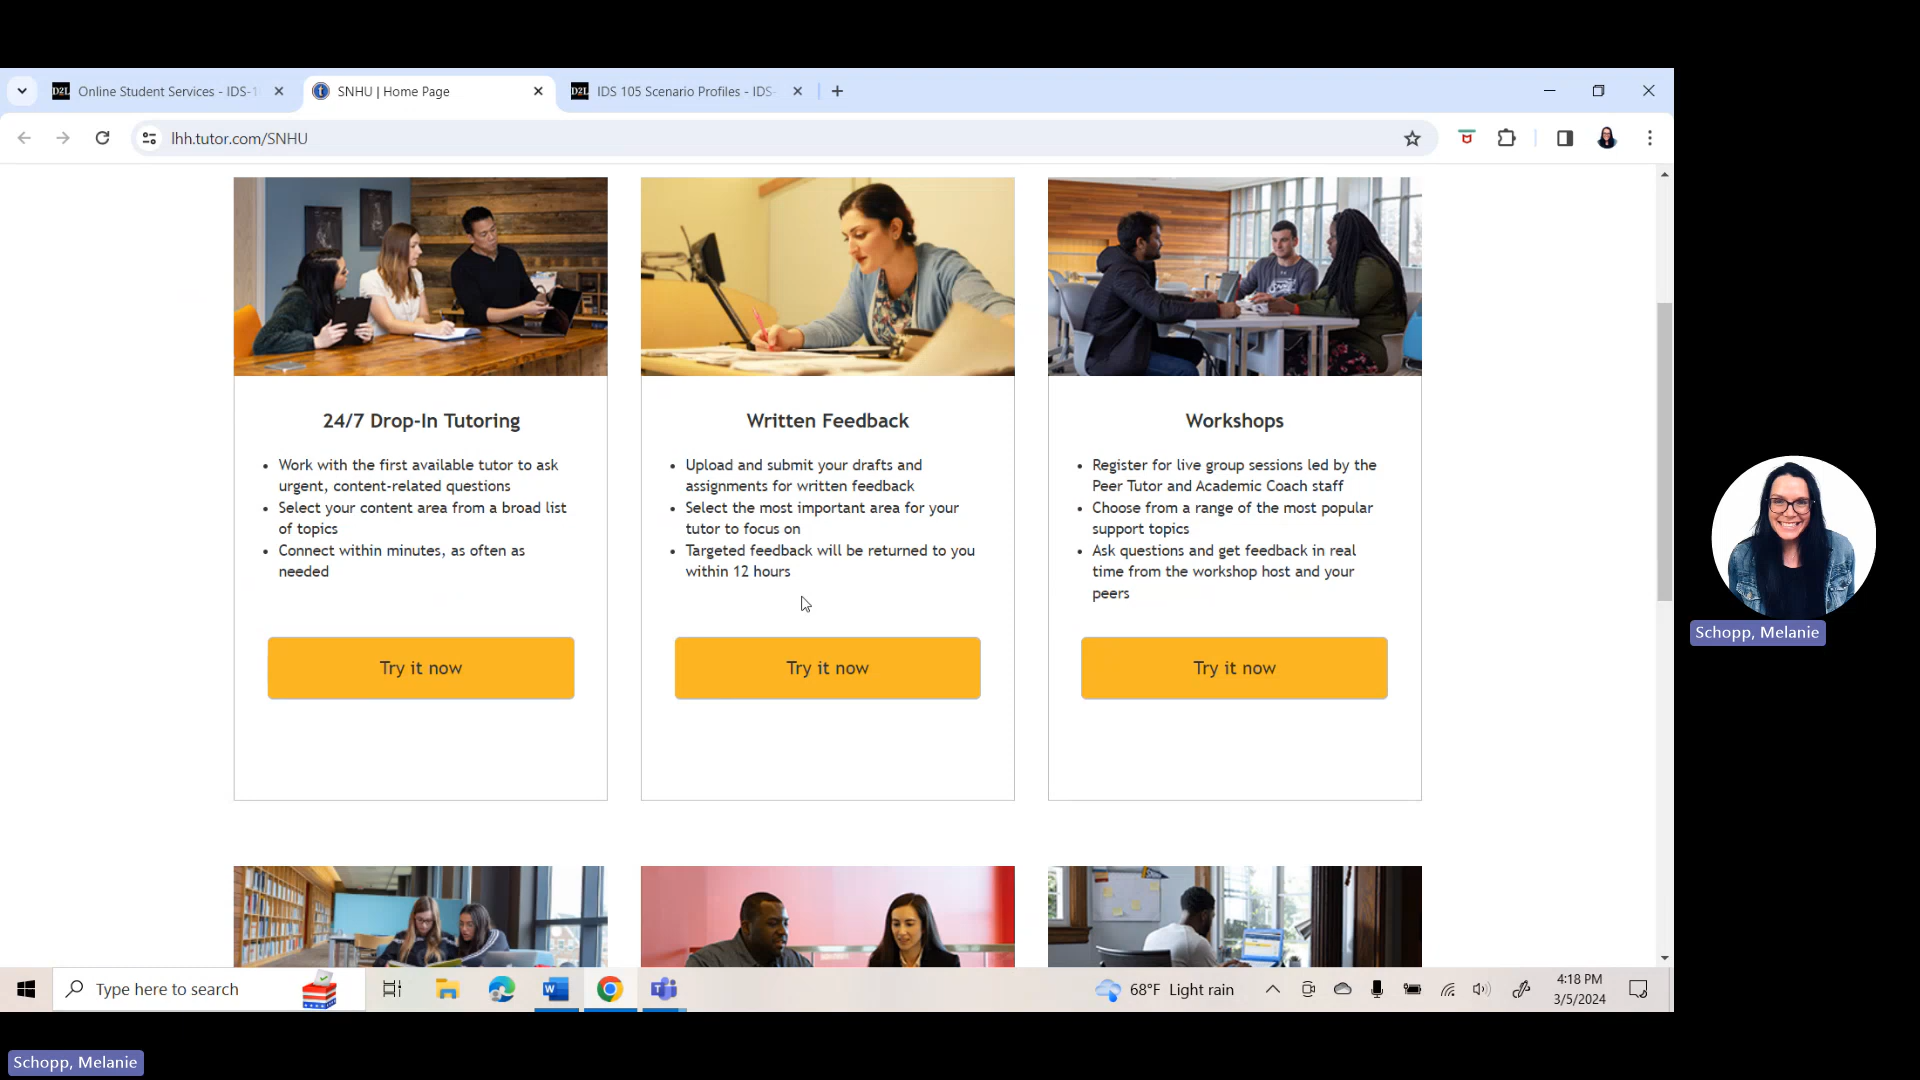 D2L Online Student Services - IDS-1
SNHU | Home Page
D2L IDS 105 Scenario Profiles - IDS-
lhh.tutor.com/SNHU
24/7 Drop-In Tutoring
• Work with the first available tutor to ask
urgent, content-related questions
• Select your content area from a broad list
of topics
• Connect within minutes, as often as
needed
Try it now
Written Feedback
• Upload and submit your drafts and
assignments for written feedback
• Select the most important area for your
tutor to focus on
• Targeted feedback will be returned to you
within 12 hours
Try it now
Workshops
• Register for live group sessions led by the
Peer Tutor and Academic Coach staff
• Choose from a range of the most popular
support topics
• Ask questions and get feedback in real
time from the workshop host and your
peers
Try it now
Schopp, Melanie
Type here to search
68°F Light rain
4:18 PM
3/5/2024
Schopp, Melanie